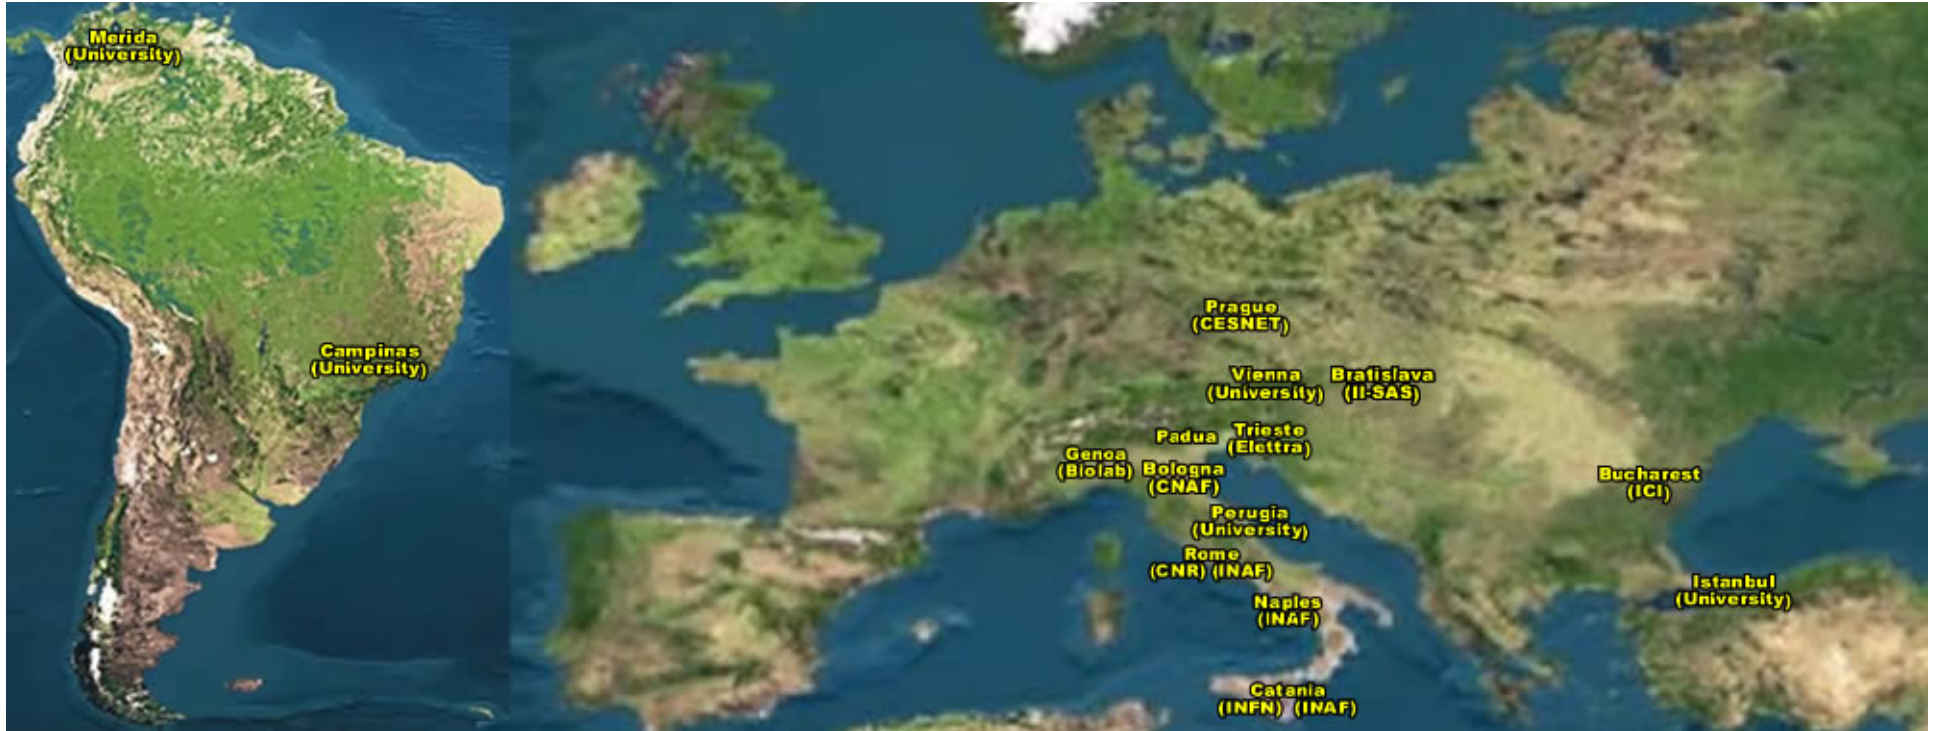 Merida
(University)
Campinas
(University)
Prague
(CESNET)
Vienna
(University)
Bratislava
(II-SAS)
Padua
Trieste
(Elettra)
Genoa
(Biolab)
Bologna
(CNAF)
Bucharest
(ICI)
Perugia
(University)
Rome
(CNR) (INAF)
Istanbul
(University)
Naples
(INAF)
Catania
(INFN) (INAF)